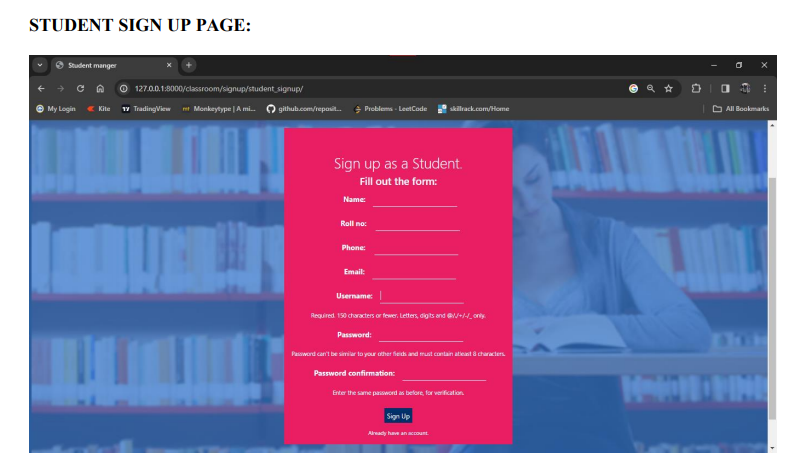 STUDENT SIGN UP PAGE:
Student manger
127.0.0.1:8000/classroom/signup/student_signup/
My Login Kite TradingView Monkeytype | A mi... github.com/reposit... Problems - LeetCode skillrack.com/Home All Bookmarks
Sign up as a Student.
Fill out the form:
Name:
Roll no:
Phone:
Email:
Username:
Required. 150 characters or fewer. Letters, digits and @/./+/-/_ only.
Password:
Password can't be similar to your other fields and must contain atleast 8 characters.
Password confirmation:
Enter the same password as before, for verification.
Sign Up
Already have an account.